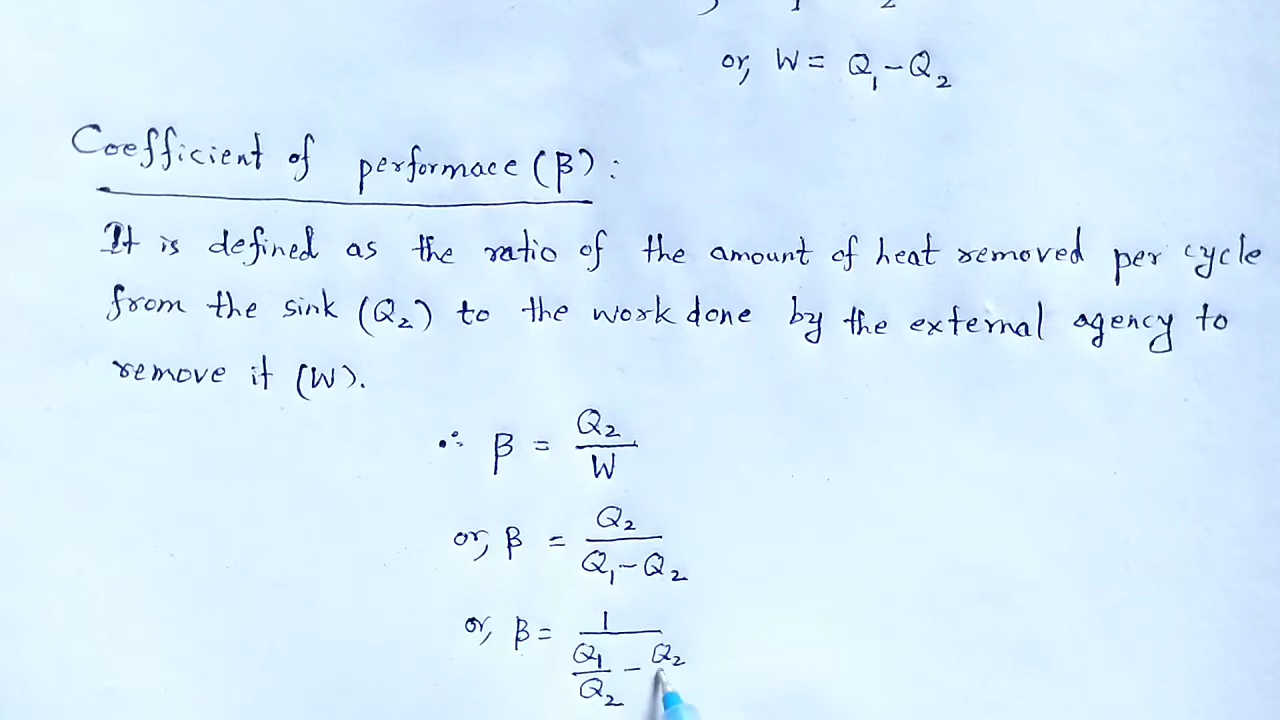 or, W = Q₁ - Q₂
Coefficient of performace (β) :
It is defined as the ratio of the amount of heat removed per cycle
from the sink (Q₂) to the work done by the external agency to
remove it (W).
∴ β = Q₂/W
or, β = Q₂/(Q₁ - Q₂)
or, β = 1/(Q₁/Q₂ - Q₂